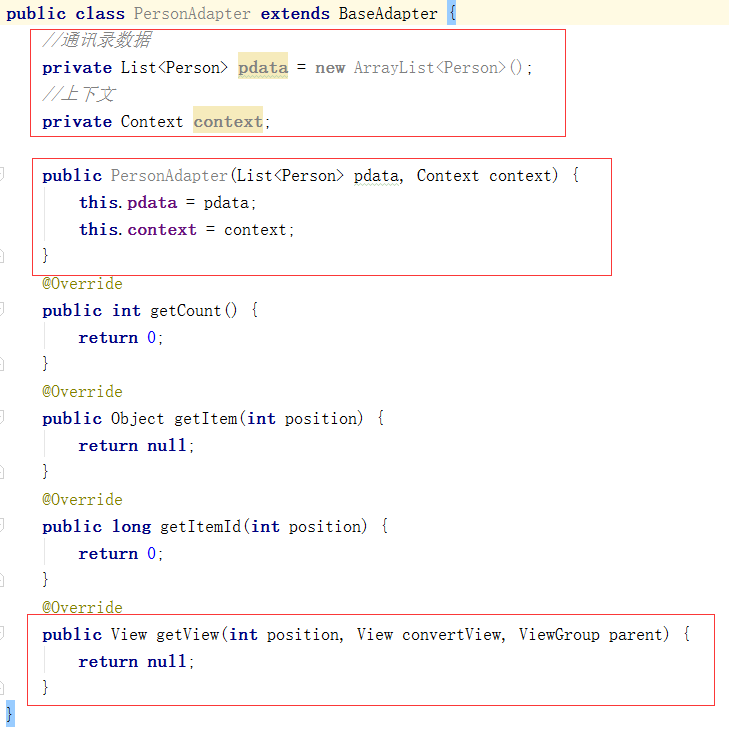 public class PersonAdapter extends BaseAdapter {
//通讯录数据
private List<Person> pdata = new ArrayList<Person>();
//上下文
private Context context;
public PersonAdapter(List<Person> pdata, Context context) {
this.pdata = pdata;
this.context = context;
}
@Override
public int getCount() {
return 0;
}
@Override
public Object getItem(int position) {
return null;
}
@Override
public long getItemId(int position) {
return 0;
}
@Override
public View getView(int position, View convertView, ViewGroup parent) {
return null;
}
}